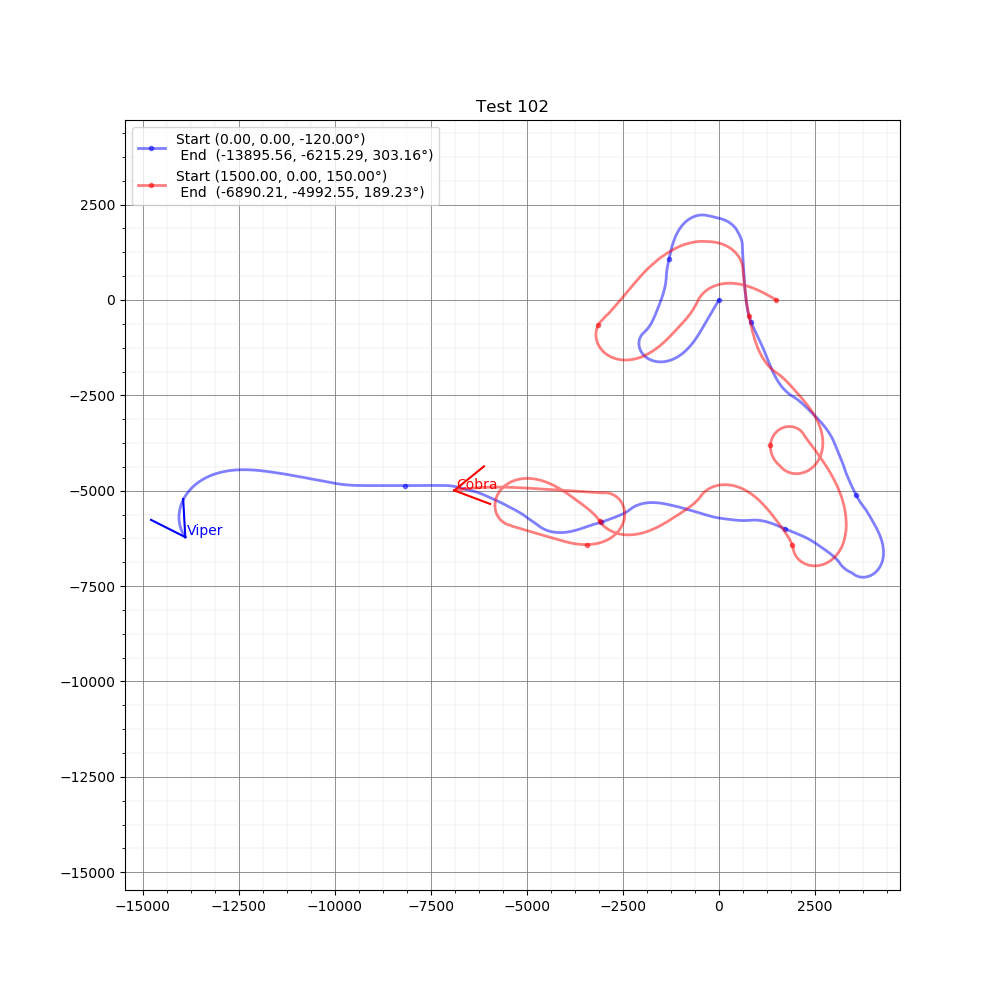 Test 102
Start (0.00, 0.00, -120.00°)
End  (-13895.56, -6215.29, 303.16°)
Start (1500.00, 0.00, 150.00°)
End  (-6890.21, -4992.55, 189.23°)
2500
0
−2500
−5000
−7500
−10000
−12500
−15000
Cobra
Viper
−15000 −12500 −10000 −7500 −5000 −2500 0 2500